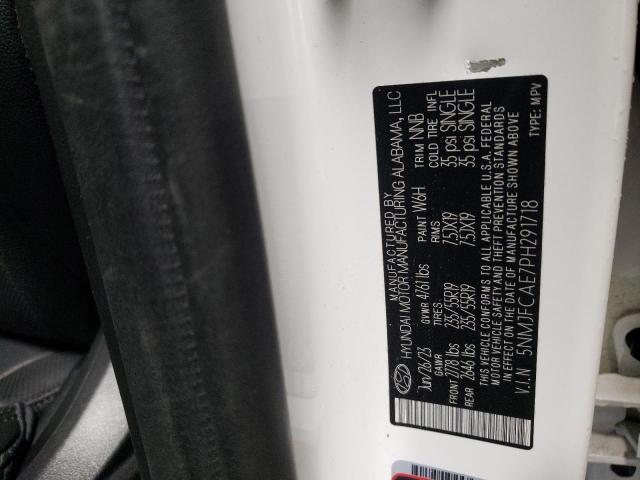 MANUFACTURED BY
HYUNDAI MOTOR MANUFACTURING ALABAMA, LLC
Jun/26/23 GVWR 4761 lbs PAINT W6H TRIM NNB
GAWR TIRES RIMS COLD TIRE INFL
FRONT 2778 lbs 235/55R19 7.5JX19 35 psi SINGLE
REAR 2646 lbs 235/55R19 7.5JX19 35 psi SINGLE
THIS VEHICLE CONFORMS TO ALL APPLICABLE U.S.A. FEDERAL
MOTOR VEHICLE SAFETY AND THEFT PREVENTION STANDARDS
IN EFFECT ON THE DATE OF MANUFACTURE SHOWN ABOVE
V.I.N 5NMJFCAE7PH291718 TYPE: MPV